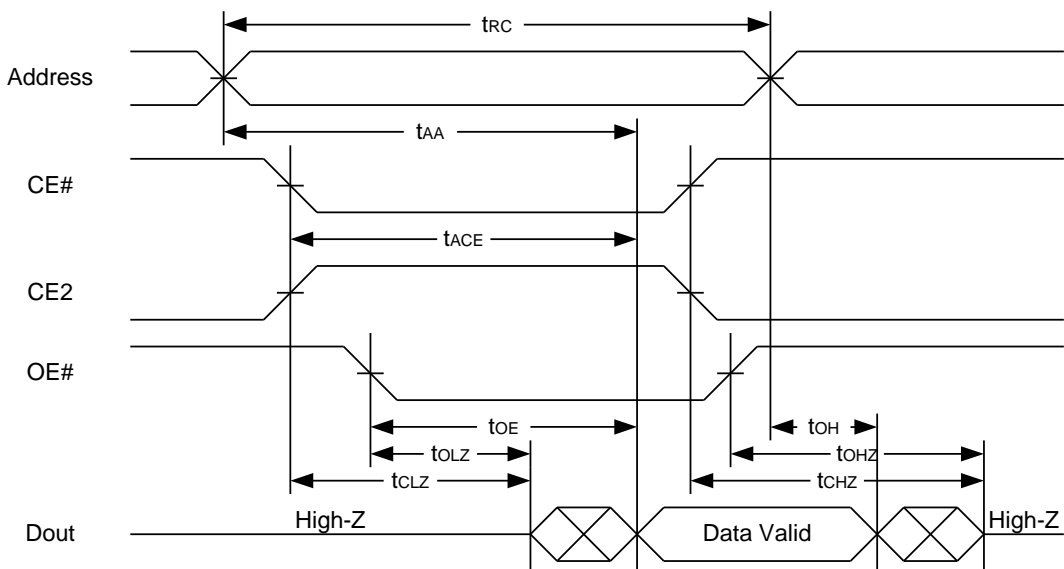 tRC
Address
tAA
CE#
tACE
CE2
OE#
tOE
tOH
tOLZ
tOHZ
tCLZ
tCHZ
High-Z
High-Z
Dout
Data Valid